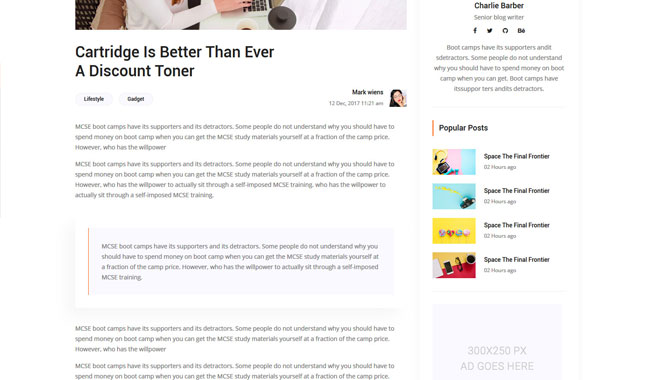 Cartridge Is Better Than Ever
A Discount Toner
Lifestyle
Gadget
Mark wiens
12 Dec, 2017 11:21 am
MCSE boot camps have its supporters and its detractors. Some people do not understand why you should have to
spend money on boot camp when you can get the MCSE study materials yourself at a fraction of the camp price.
However, who has the willpower
MCSE boot camps have its supporters and its detractors. Some people do not understand why you should have to
spend money on boot camp when you can get the MCSE study materials yourself at a fraction of the camp price.
However, who has the willpower to actually sit through a self-imposed MCSE training. who has the willpower to
actually sit through a self-imposed MCSE training.
MCSE boot camps have its supporters and its detractors. Some people do not understand why you
should have to spend money on boot camp when you can get the MCSE study materials yourself at
a fraction of the camp price. However, who has the willpower to actually sit through a self-imposed
MCSE training.
MCSE boot camps have its supporters and its detractors. Some people do not understand why you should have to
spend money on boot camp when you can get the MCSE study materials yourself at a fraction of the camp price.
However, who has the willpower
MCSE boot camps have its supporters and its detractors. Some people do not understand why you should have to
spend money on boot camp when you can get the MCSE study materials yourself at a fraction of the camp price.
Charlie Barber
Senior blog writer
Bē
Boot camps have its supporters andit
sdetractors. Some people do not understand
why you should have to spend money on boot
camp when you can get. Boot camps have
itssuppor ters andits detractors.
Popular Posts
Space The Final Frontier
02 Hours ago
Space The Final Frontier
02 Hours ago
Space The Final Frontier
02 Hours ago
Space The Final Frontier
02 Hours ago
300X250 PX
AD GOES HERE